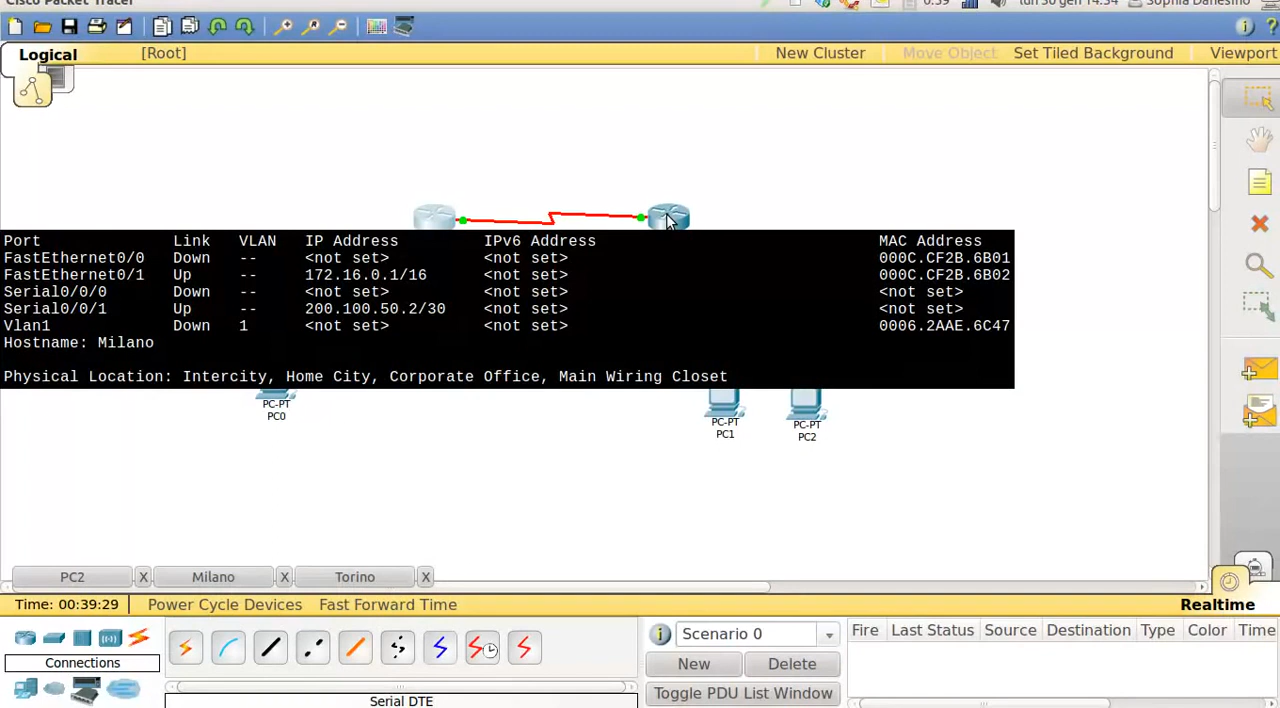 Cisco Packet Tracer 0:39 lun 30 gen 14:34 Sophia Danesino
Logical [Root] New Cluster Move Object Set Tiled Background Viewport
Port Link VLAN IP Address IPv6 Address MAC Address
FastEthernet0/0 Down -- <not set> <not set> 000C.CF2B.6B01
FastEthernet0/1 Up -- 172.16.0.1/16 <not set> 000C.CF2B.6B02
Serial0/0/0 Down -- <not set> <not set> <not set>
Serial0/0/1 Up -- 200.100.50.2/30 <not set> <not set>
Vlan1 Down 1 <not set> <not set> 0006.2AAE.6C47
Hostname: Milano
Physical Location: Intercity, Home City, Corporate Office, Main Wiring Closet
PC-PT
PC0
PC-PT
PC1
PC-PT
PC2
PC2 X Milano X Torino X
Time: 00:39:29 Power Cycle Devices Fast Forward Time Realtime
Connections
Serial DTE
Scenario 0
New Delete
Toggle PDU List Window
Fire Last Status Source Destination Type Color Time